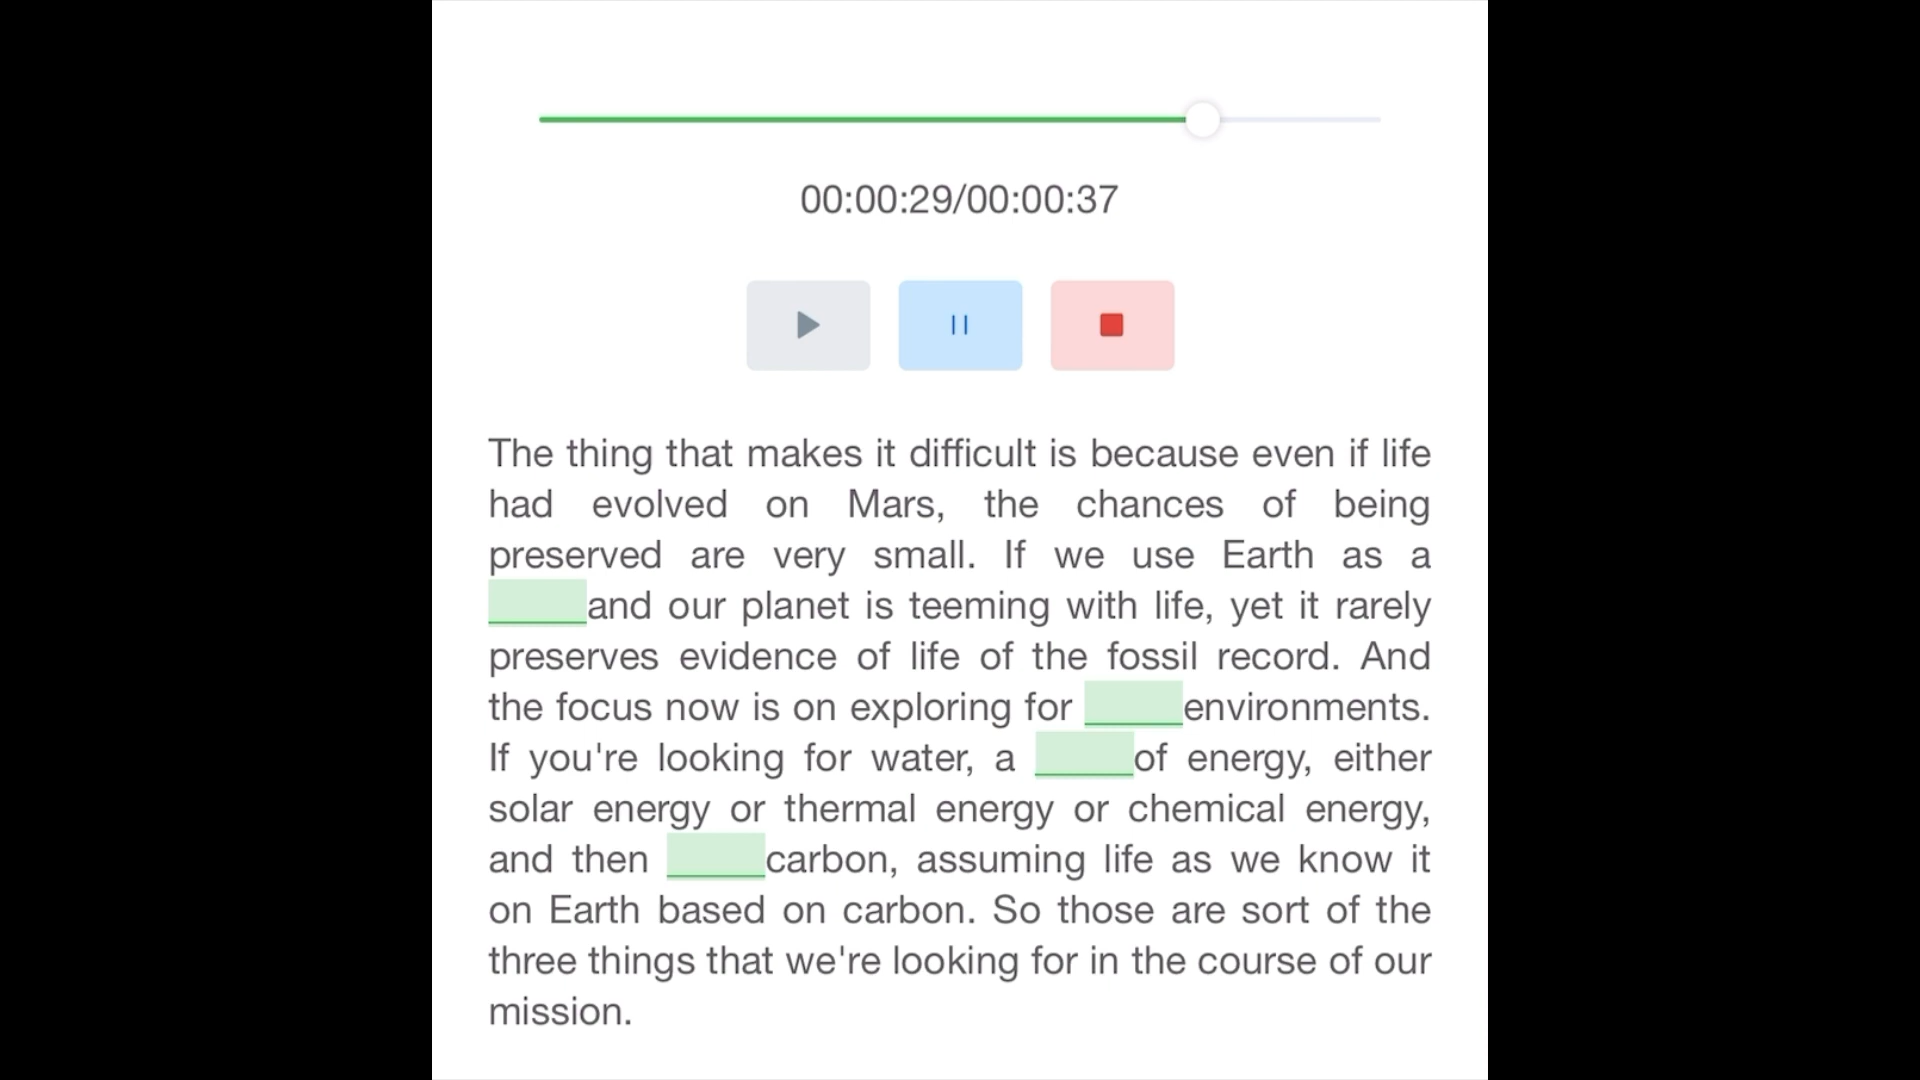 00:00:29/00:00:37
The thing that makes it difficult is because even if life
had evolved on Mars, the chances of being
preserved are very small. If we use Earth as a
and our planet is teeming with life, yet it rarely
preserves evidence of life of the fossil record. And
the focus now is on exploring for environments.
If you're looking for water, a of energy, either
solar energy or thermal energy or chemical energy,
and then carbon, assuming life as we know it
on Earth based on carbon. So those are sort of the
three things that we're looking for in the course of our
mission.